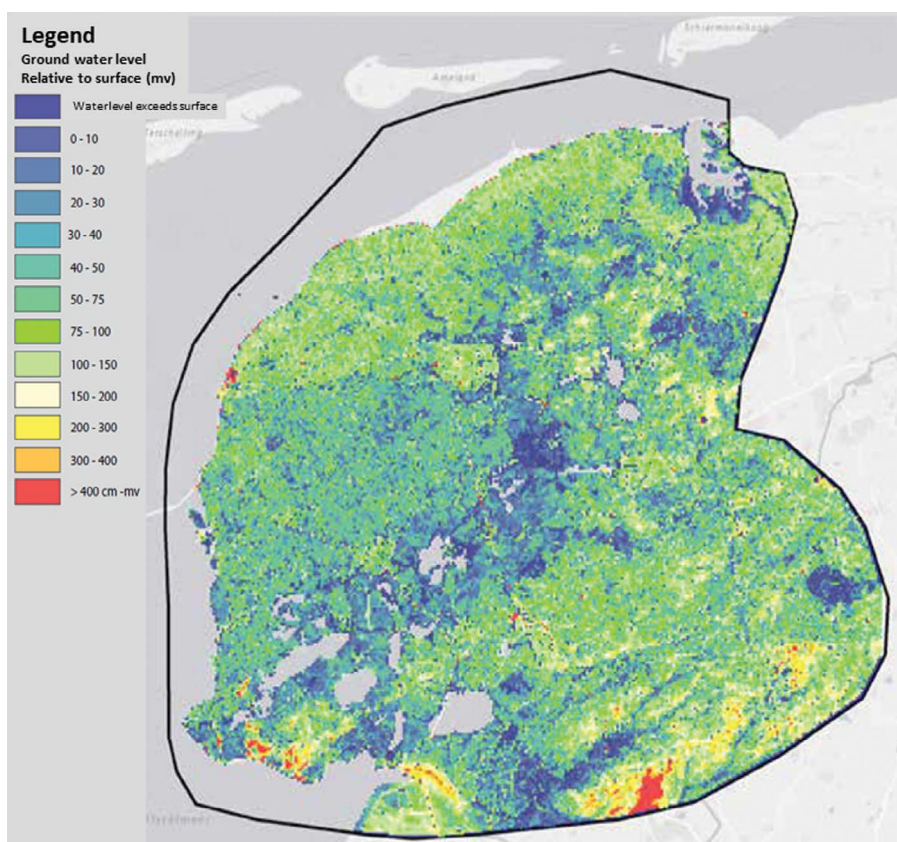 Legend
Ground water level
Relative to surface (mv)
Waterlevel exceeds surface
0 - 10
10 - 20
20 - 30
30 - 40
40 - 50
50 - 75
75 - 100
100 - 150
150 - 200
200 - 300
300 - 400
> 400 cm -mv
Schiermonnikoog
Ameland
Terschelling